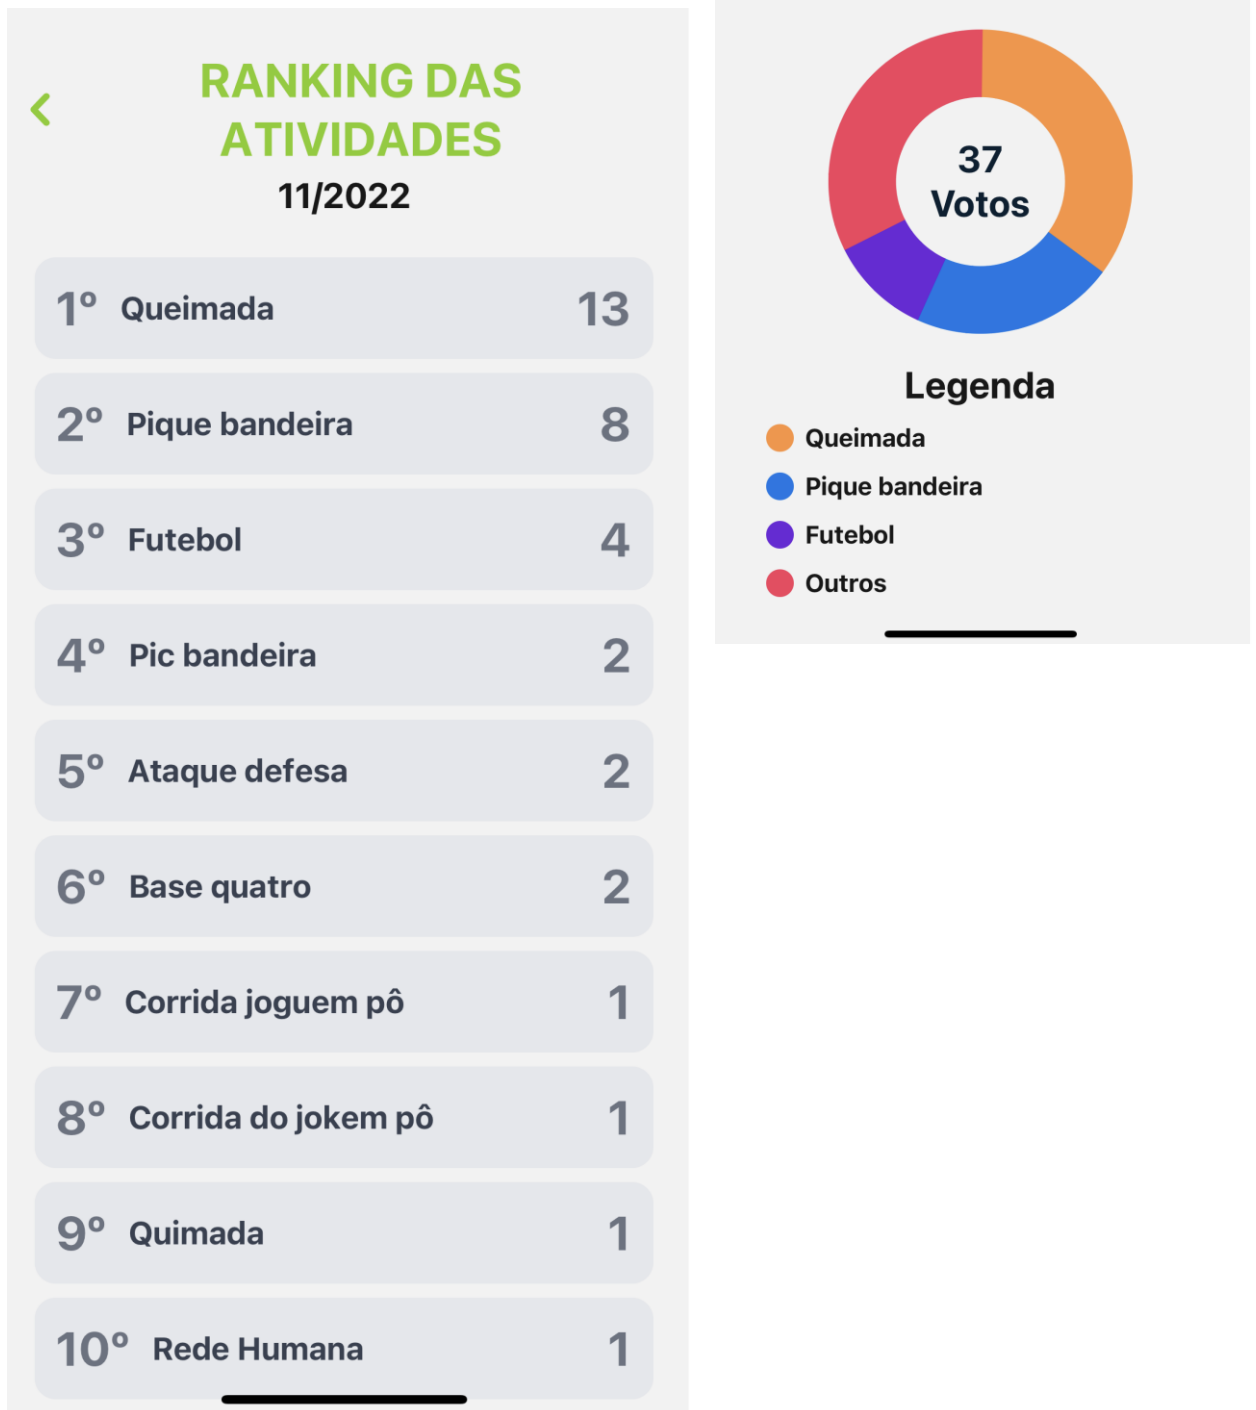 RANKING DAS
ATIVIDADES
11/2022
1º Queimada 13
2º Pique bandeira 8
3º Futebol 4
4º Pic bandeira 2
5º Ataque defesa 2
6º Base quatro 2
7º Corrida joguem pô 1
8º Corrida do jokem pô 1
9º Quimada 1
10º Rede Humana 1
37
Votos
Legenda
Queimada
Pique bandeira
Futebol
Outros